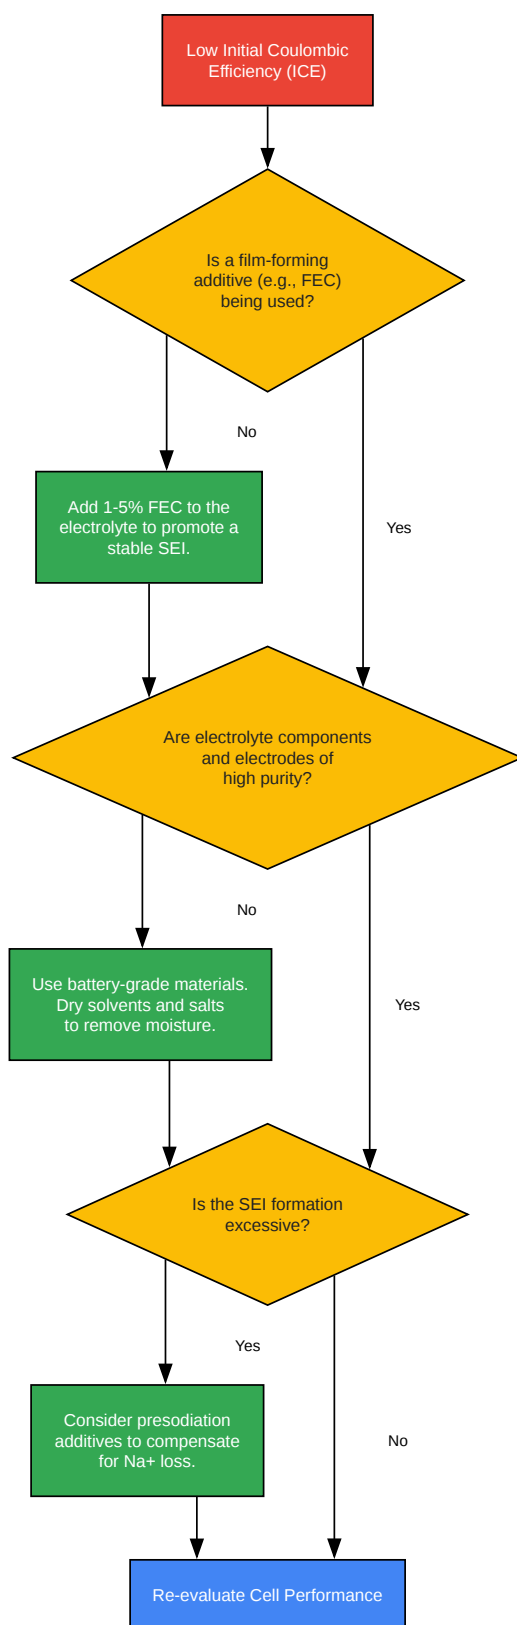 Low Initial Coulombic
Efficiency (ICE)
Is a film-forming
additive (e.g., FEC)
being used?
No
Add 1-5% FEC to the
electrolyte to promote a
stable SEI.
Yes
Are electrolyte components
and electrodes of
high purity?
No
Use battery-grade materials.
Dry solvents and salts
to remove moisture.
Yes
Is the SEI formation
excessive?
Yes
Consider presodiation
additives to compensate
for Na+ loss.
No
Re-evaluate Cell Performance